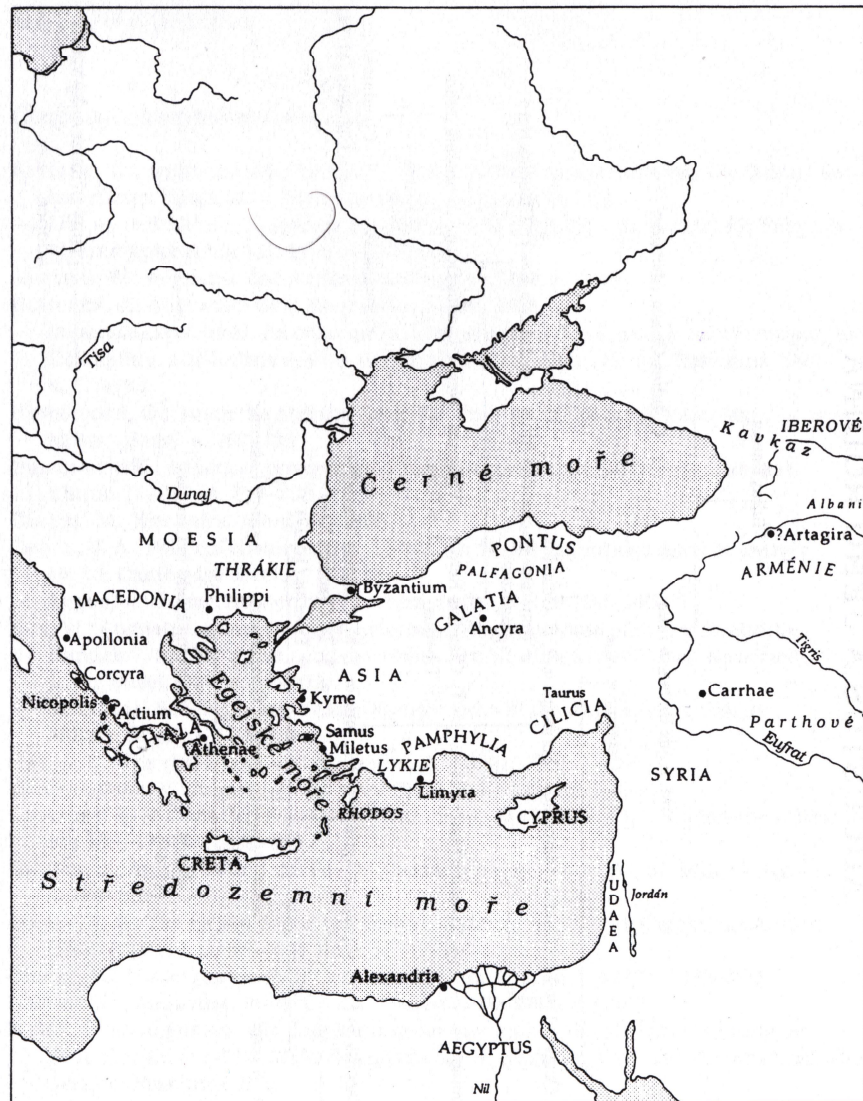 Tisa
Kavkaz
IBEROVÉ
Černé moře
Dunaj
Albani
MOESIA
PONTUS
?Artagira
THRÁKIE
PALFAGONIA
ARMÉNIE
MACEDONIA
Philippi
Byzantium
GALATIA
Ancyra
Apollonia
Tigris
Corcyra
ASIA
Nicopolis
Kyme
Taurus
Carrhae
Actium
Egejské moře
CILICIA
Parthové
ACHAIA
Athenae
Samus
Miletus
PAMPHYLIA
Eufrat
LYKIE
SYRIA
Limyra
RHODOS
CYPRUS
CRETA
Středozemní moře
IUDAEA
Jordán
Alexandria
AEGYPTUS
Nil